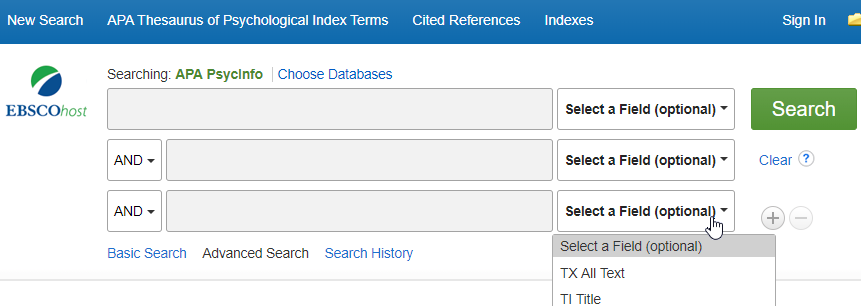 New Search APA Thesaurus of Psychological Index Terms Cited References Indexes Sign In
Searching: APA PsycInfo Choose Databases
EBSCOhost
Select a Field (optional) Search
AND Select a Field (optional) Clear ?
AND Select a Field (optional)
Basic Search Advanced Search Search History
Select a Field (optional)
TX All Text
TI Title